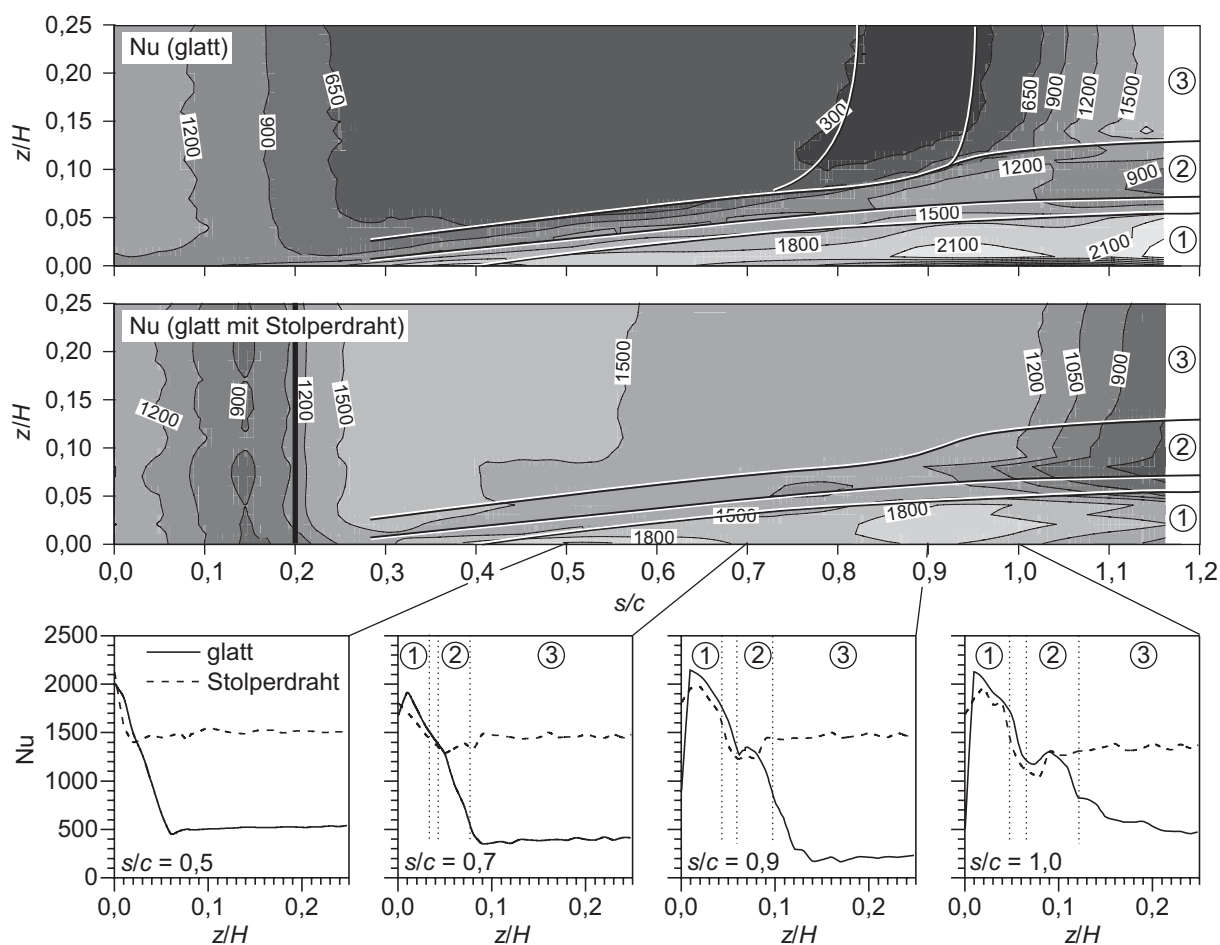 0,25
0,20
0,15
0,10
0,05
0,00
z/H
Nu (glatt)
1200
900
650
300
650
900
1200
1500
1200
900
1500
1800
2100
2100
③
②
①
0,25
0,20
0,15
0,10
0,05
0,00
z/H
Nu (glatt mit Stolperdraht)
1200
900
1200
1500
1500
1200
1050
900
1500
1800
1800
③
②
①
0,0 0,1 0,2 0,3 0,4 0,5 0,6 0,7 0,8 0,9 1,0 1,1 1,2
s/c
2500
2000
1500
1000
500
0
Nu
glatt
Stolperdraht
s/c = 0,5
0,0 0,1 0,2
z/H
① ② ③
s/c = 0,7
0,0 0,1 0,2
z/H
① ② ③
s/c = 0,9
0,0 0,1 0,2
z/H
① ② ③
s/c = 1,0
0,0 0,1 0,2
z/H